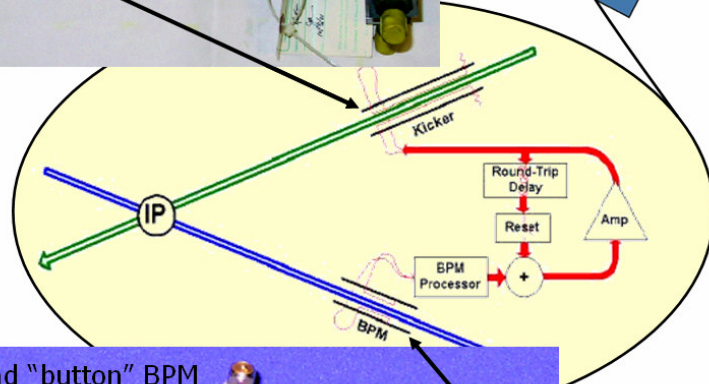 Kicker
Round-Trip
Delay
IP
Reset
Amp
BPM
Processor
+
BPM
"button" BPM